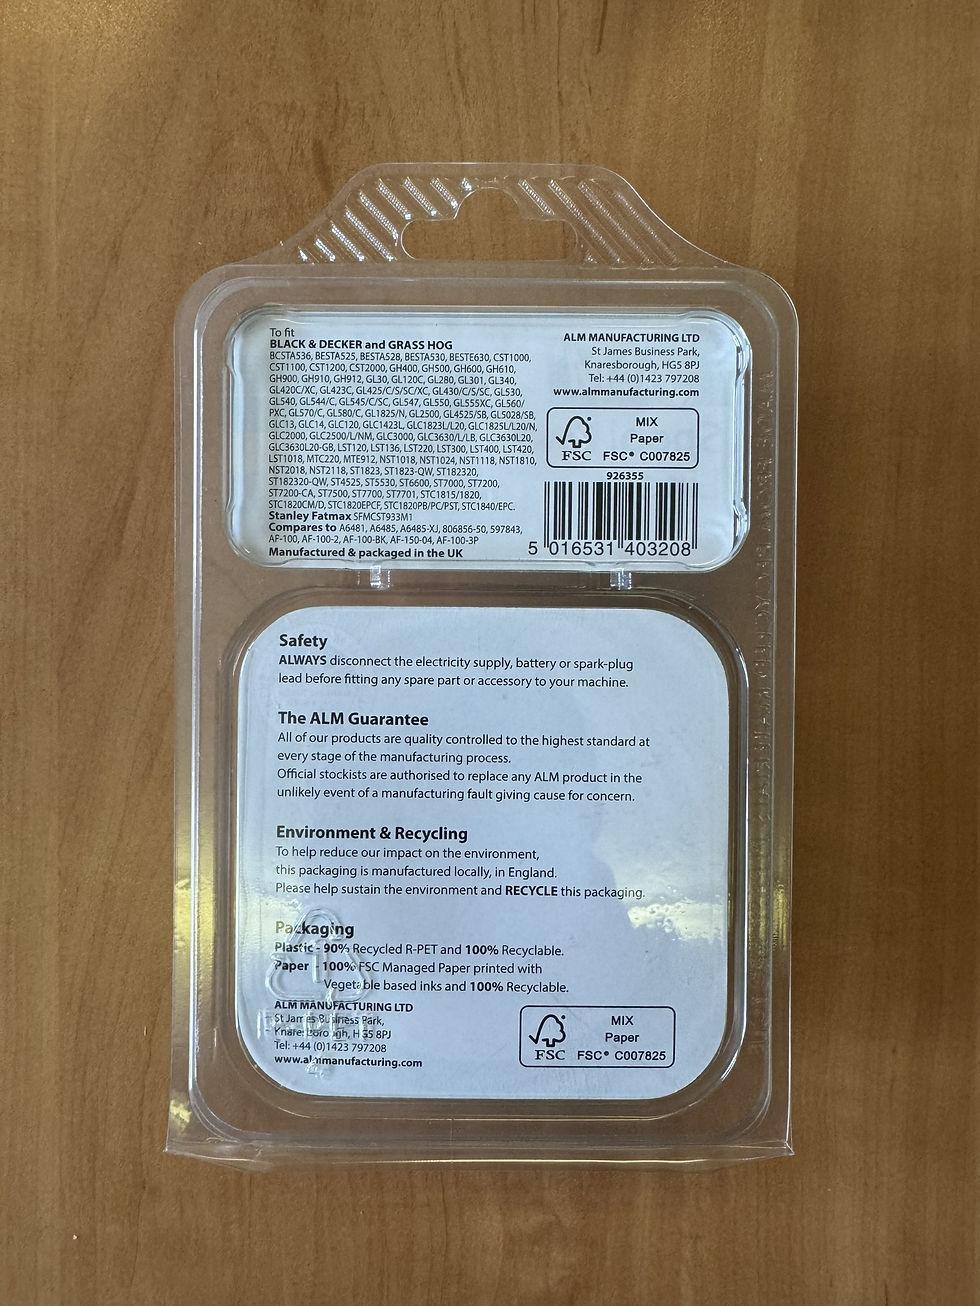 To fit
BLACK & DECKER and GRASS HOG
BCSTA536, BESTA525, BESTA528, BESTA530, BESTE630, CST1000,
CST1100, CST1200, CST2000, GH400, GH500, GH600, GH610,
GH900, GH910, GH912, GL30, GL120C, GL280, GL301, GL340,
GL420C/XC, GL423C, GL425/C/S/SC/XC, GL430/C/S/SC, GL530,
GL540, GL544/C, GL545/C/SC, GL547, GL550, GL555XC, GL560/
PXC, GL570/C, GL580/C, GL1825/N, GL2500, GL4525/SB, GL5028/SB,
GLC13, GLC14, GLC120, GLC1423L, GLC1823L/L20, GLC1825L/L20/N,
GLC2000, GLC2500/L/NM, GLC3000, GLC3630/L/LB, GLC3630L20,
GLC3630L20-GB, LST120, LST136, LST220, LST300, LST400, LST420,
LST1018, MTC220, MTE912, NST1018, NST1024, NST1118, NST1810,
NST2018, NST2118, ST1823, ST1823-QW, ST182320,
ST182320-QW, ST4525, ST5530, ST6600, ST7000, ST7200,
ST7200-CA, ST7500, ST7700, ST7701, STC1815/1820,
STC1820CM/D, STC1820EPCF, STC1820PB/PC/PST, STC1840/EPC.
Stanley Fatmax SFMCST933M1
Compares to A6481, A6485, A6485-XJ, 806856-50, 597843,
AF-100, AF-100-2, AF-100-BK, AF-150-04, AF-100-3P
Manufactured & packaged in the UK
ALM MANUFACTURING LTD
St James Business Park,
Knaresborough, HG5 8PJ
Tel: +44 (0)1423 797208
www.almmanufacturing.com
FSC
MIX
Paper
FSC® C007825
926355
5 016531 403208
Safety
ALWAYS disconnect the electricity supply, battery or spark-plug
lead before fitting any spare part or accessory to your machine.
The ALM Guarantee
All of our products are quality controlled to the highest standard at
every stage of the manufacturing process.
Official stockists are authorised to replace any ALM product in the
unlikely event of a manufacturing fault giving cause for concern.
Environment & Recycling
To help reduce our impact on the environment,
this packaging is manufactured locally, in England.
Please help sustain the environment and RECYCLE this packaging.
Packaging
Plastic - 90% Recycled R-PET and 100% Recyclable.
Paper - 100% FSC Managed Paper printed with
Vegetable based inks and 100% Recyclable.
ALM MANUFACTURING LTD
St James Business Park,
Knaresborough, HG5 8PJ
Tel: +44 (0)1423 797208
www.almmanufacturing.com
FSC
MIX
Paper
FSC® C007825